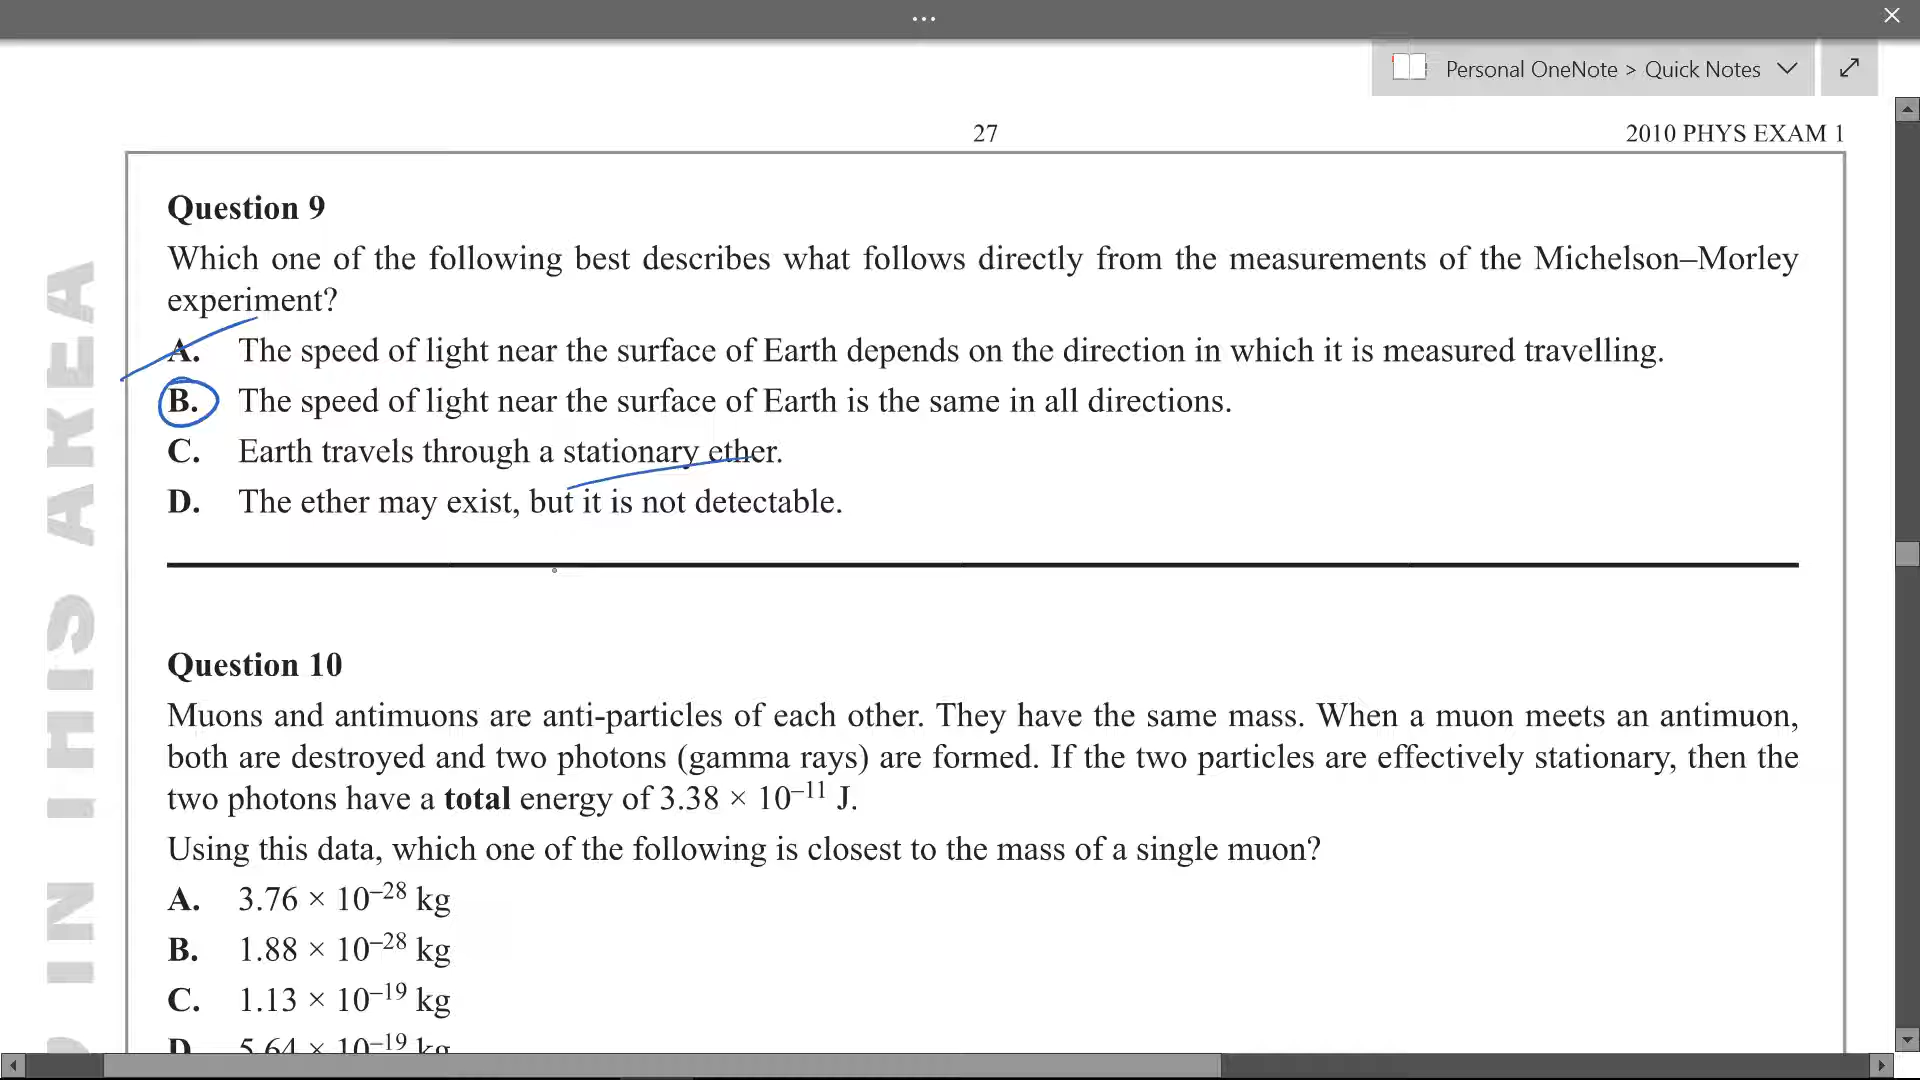 Personal OneNote > Quick Notes
27
2010 PHYS EXAM 1
Question 9
Which one of the following best describes what follows directly from the measurements of the Michelson–Morley
experiment?
A. The speed of light near the surface of Earth depends on the direction in which it is measured travelling.
B. The speed of light near the surface of Earth is the same in all directions.
C. Earth travels through a stationary ether.
D. The ether may exist, but it is not detectable.
Question 10
Muons and antimuons are anti-particles of each other. They have the same mass. When a muon meets an antimuon,
both are destroyed and two photons (gamma rays) are formed. If the two particles are effectively stationary, then the
two photons have a total energy of 3.38 × 10⁻¹¹ J.
Using this data, which one of the following is closest to the mass of a single muon?
A. 3.76 × 10⁻²⁸ kg
B. 1.88 × 10⁻²⁸ kg
C. 1.13 × 10⁻¹⁹ kg
D. 5.64 × 10⁻¹⁹ kg
IN THIS AREA